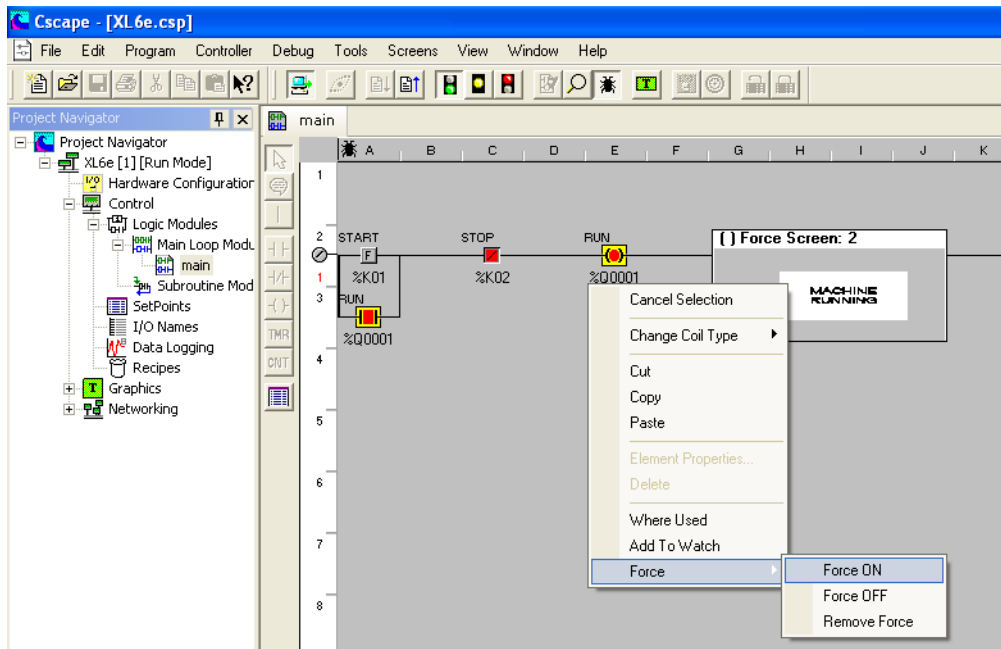 Cscape - [XL6e.csp]
File Edit Program Controller Debug Tools Screens View Window Help
T
Project Navigator
main
Project Navigator
XL6e [1] [Run Mode]
Hardware Configuration
Control
Logic Modules
Main Loop Modu
main
Subroutine Mod
SetPoints
I/O Names
Data Logging
Recipes
T Graphics
Networking
TMR
CNT
A B C D E F G H I J K
1
2 START STOP RUN ( ) Force Screen: 2
F
1 %K01 %K02 %Q0001
MACHINE
RUNNING
3 RUN
%Q0001
4
5
6
7
8
Cancel Selection
Change Coil Type
Cut
Copy
Paste
Element Properties...
Delete
Where Used
Add To Watch
Force
Force ON
Force OFF
Remove Force